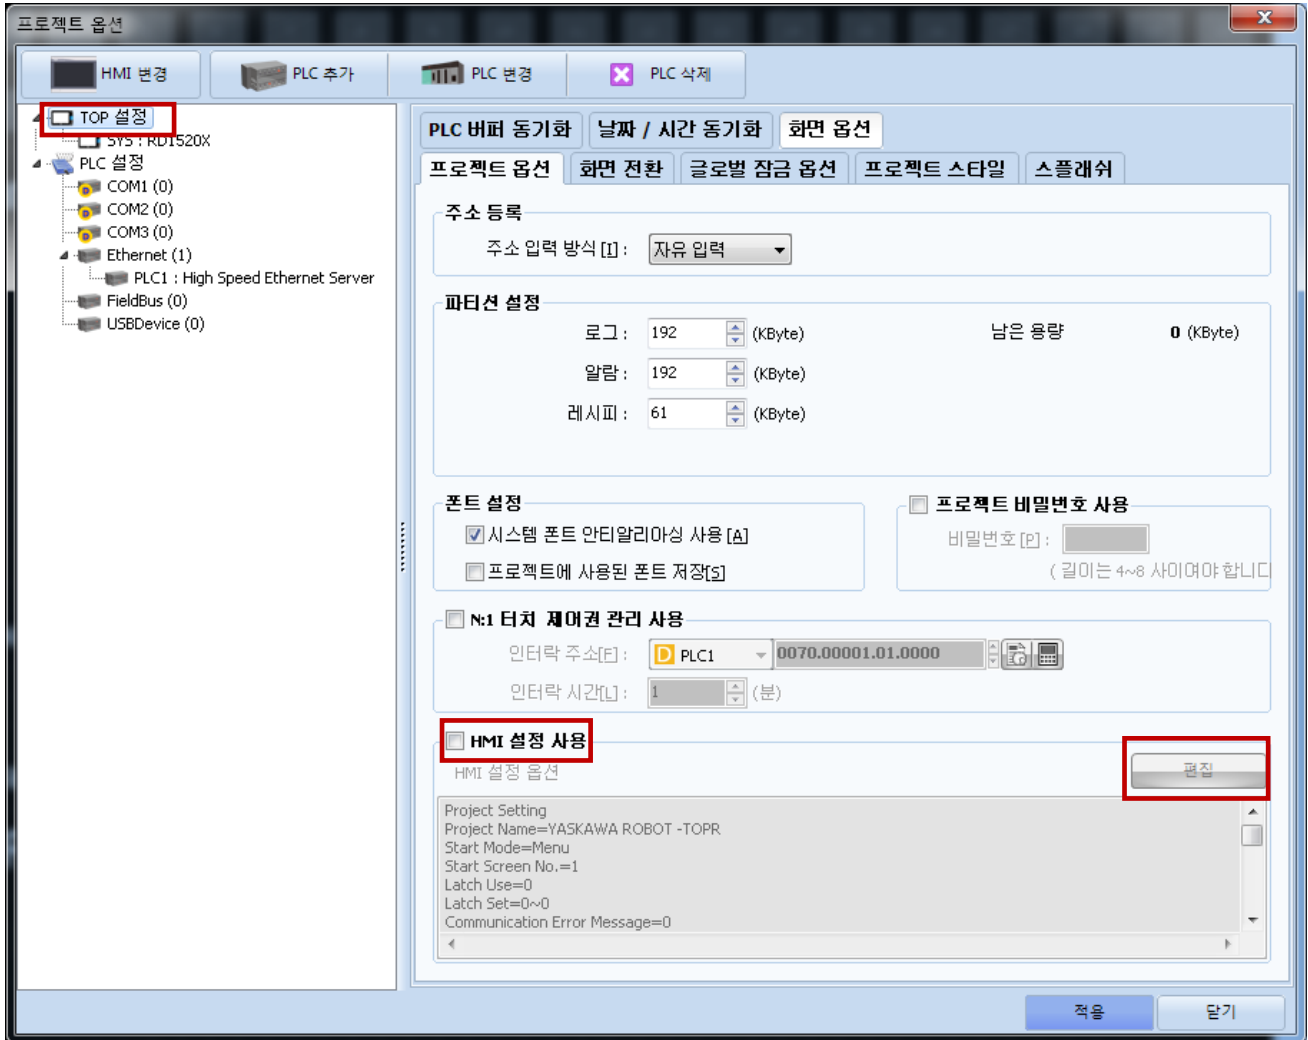 프로젝트 옵션
x
HMI 변경
PLC 추가
PLC 변경
PLC 삭제
TOP 설정
SYS : RD1520X
PLC 설정
COM1 (0)
COM2 (0)
COM3 (0)
Ethernet (1)
PLC1 : High Speed Ethernet Server
FieldBus (0)
USBDevice (0)
PLC 버퍼 동기화
날짜 / 시간 동기화
화면 옵션
프로젝트 옵션
화면 전환
글로벌 잠금 옵션
프로젝트 스타일
스플래쉬
주소 등록
주소 입력 방식[I] : 자유 입력
파티션 설정
로그 : 192 (KByte) 남은 용량 0 (KByte)
알람 : 192 (KByte)
레시피 : 61 (KByte)
폰트 설정
시스템 폰트 안티알리아싱 사용[A]
프로젝트에 사용된 폰트 저장[S]
프로젝트 비밀번호 사용
비밀번호[P] :
( 길이는 4~8 사이여야 합니다
N:1 터치 제어권 관리 사용
인터락 주소[F] : D PLC1 0070.00001.01.0000
인터락 시간[L] : 1 (분)
HMI 설정 사용
HMI 설정 옵션
편집
Project Setting
Project Name=YASKAWA ROBOT -TOPR
Start Mode=Menu
Start Screen No.=1
Latch Use=0
Latch Set=0~0
Communication Error Message=0
적용
닫기